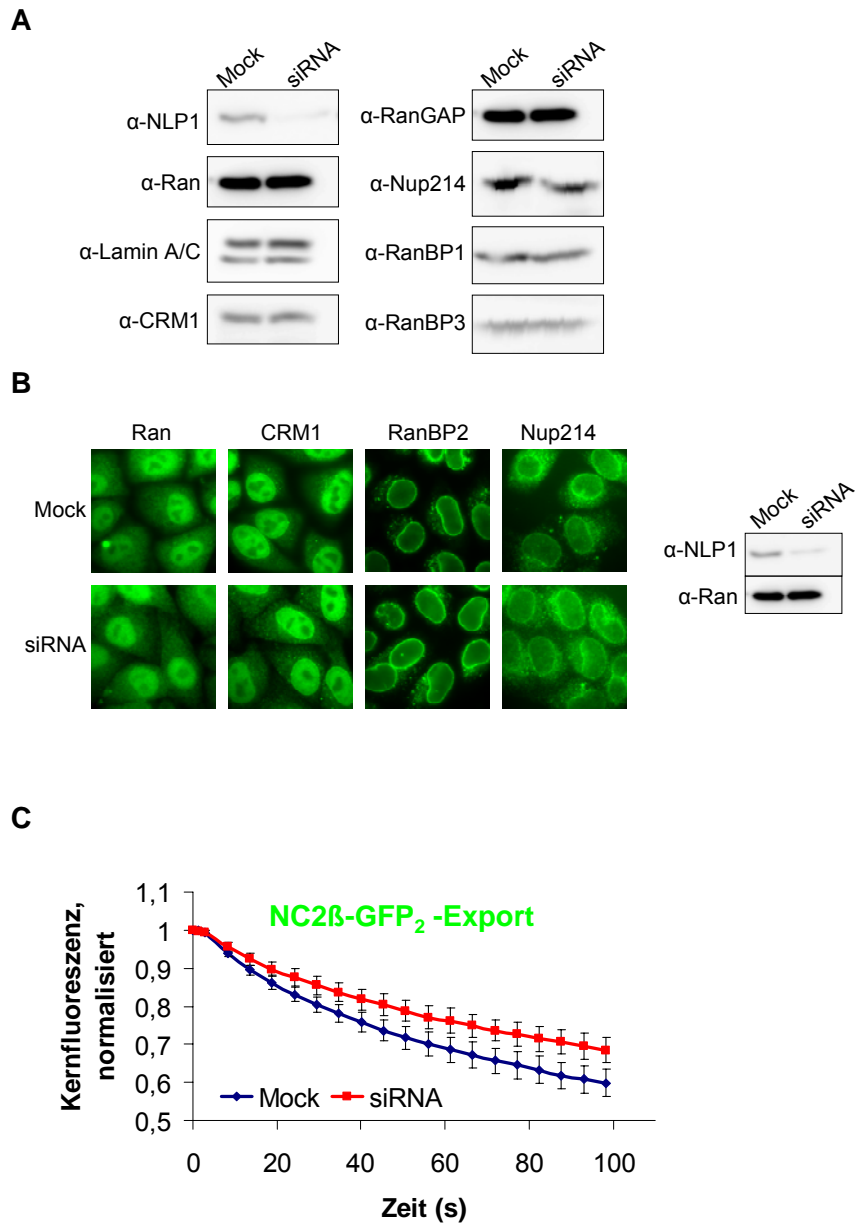 A
Mock siRNA
α-NLP1
α-Ran
α-Lamin A/C
α-CRM1
Mock siRNA
α-RanGAP
α-Nup214
α-RanBP1
α-RanBP3
B
Ran CRM1 RanBP2 Nup214
Mock
siRNA
Mock siRNA
α-NLP1
α-Ran
C
NC2ß-GFP₂ -Export
Kernfluoreszenz,
normalisiert
1,1
1
0,9
0,8
0,7
0,6
0,5
Mock siRNA
0 20 40 60 80 100
Zeit (s)